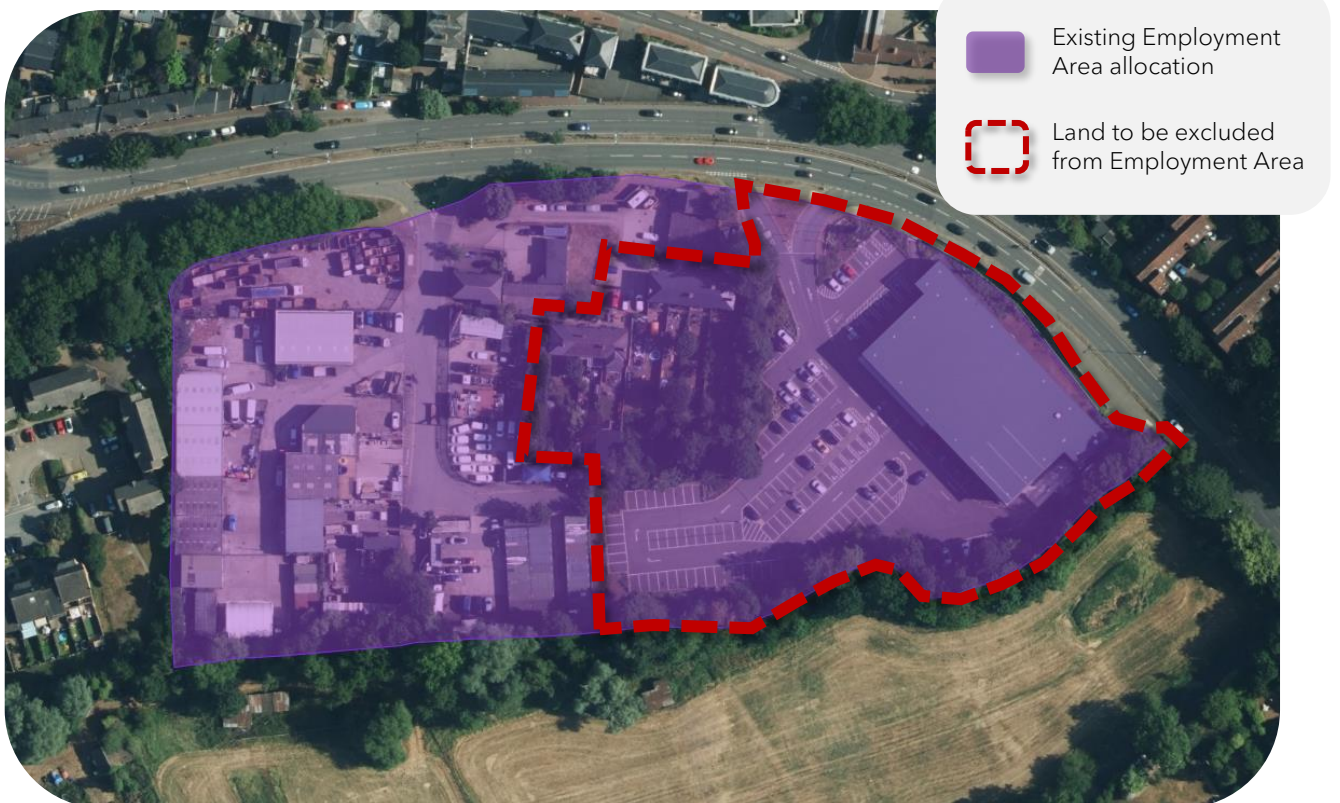 Existing Employment
Area allocation
Land to be excluded
from Employment Area